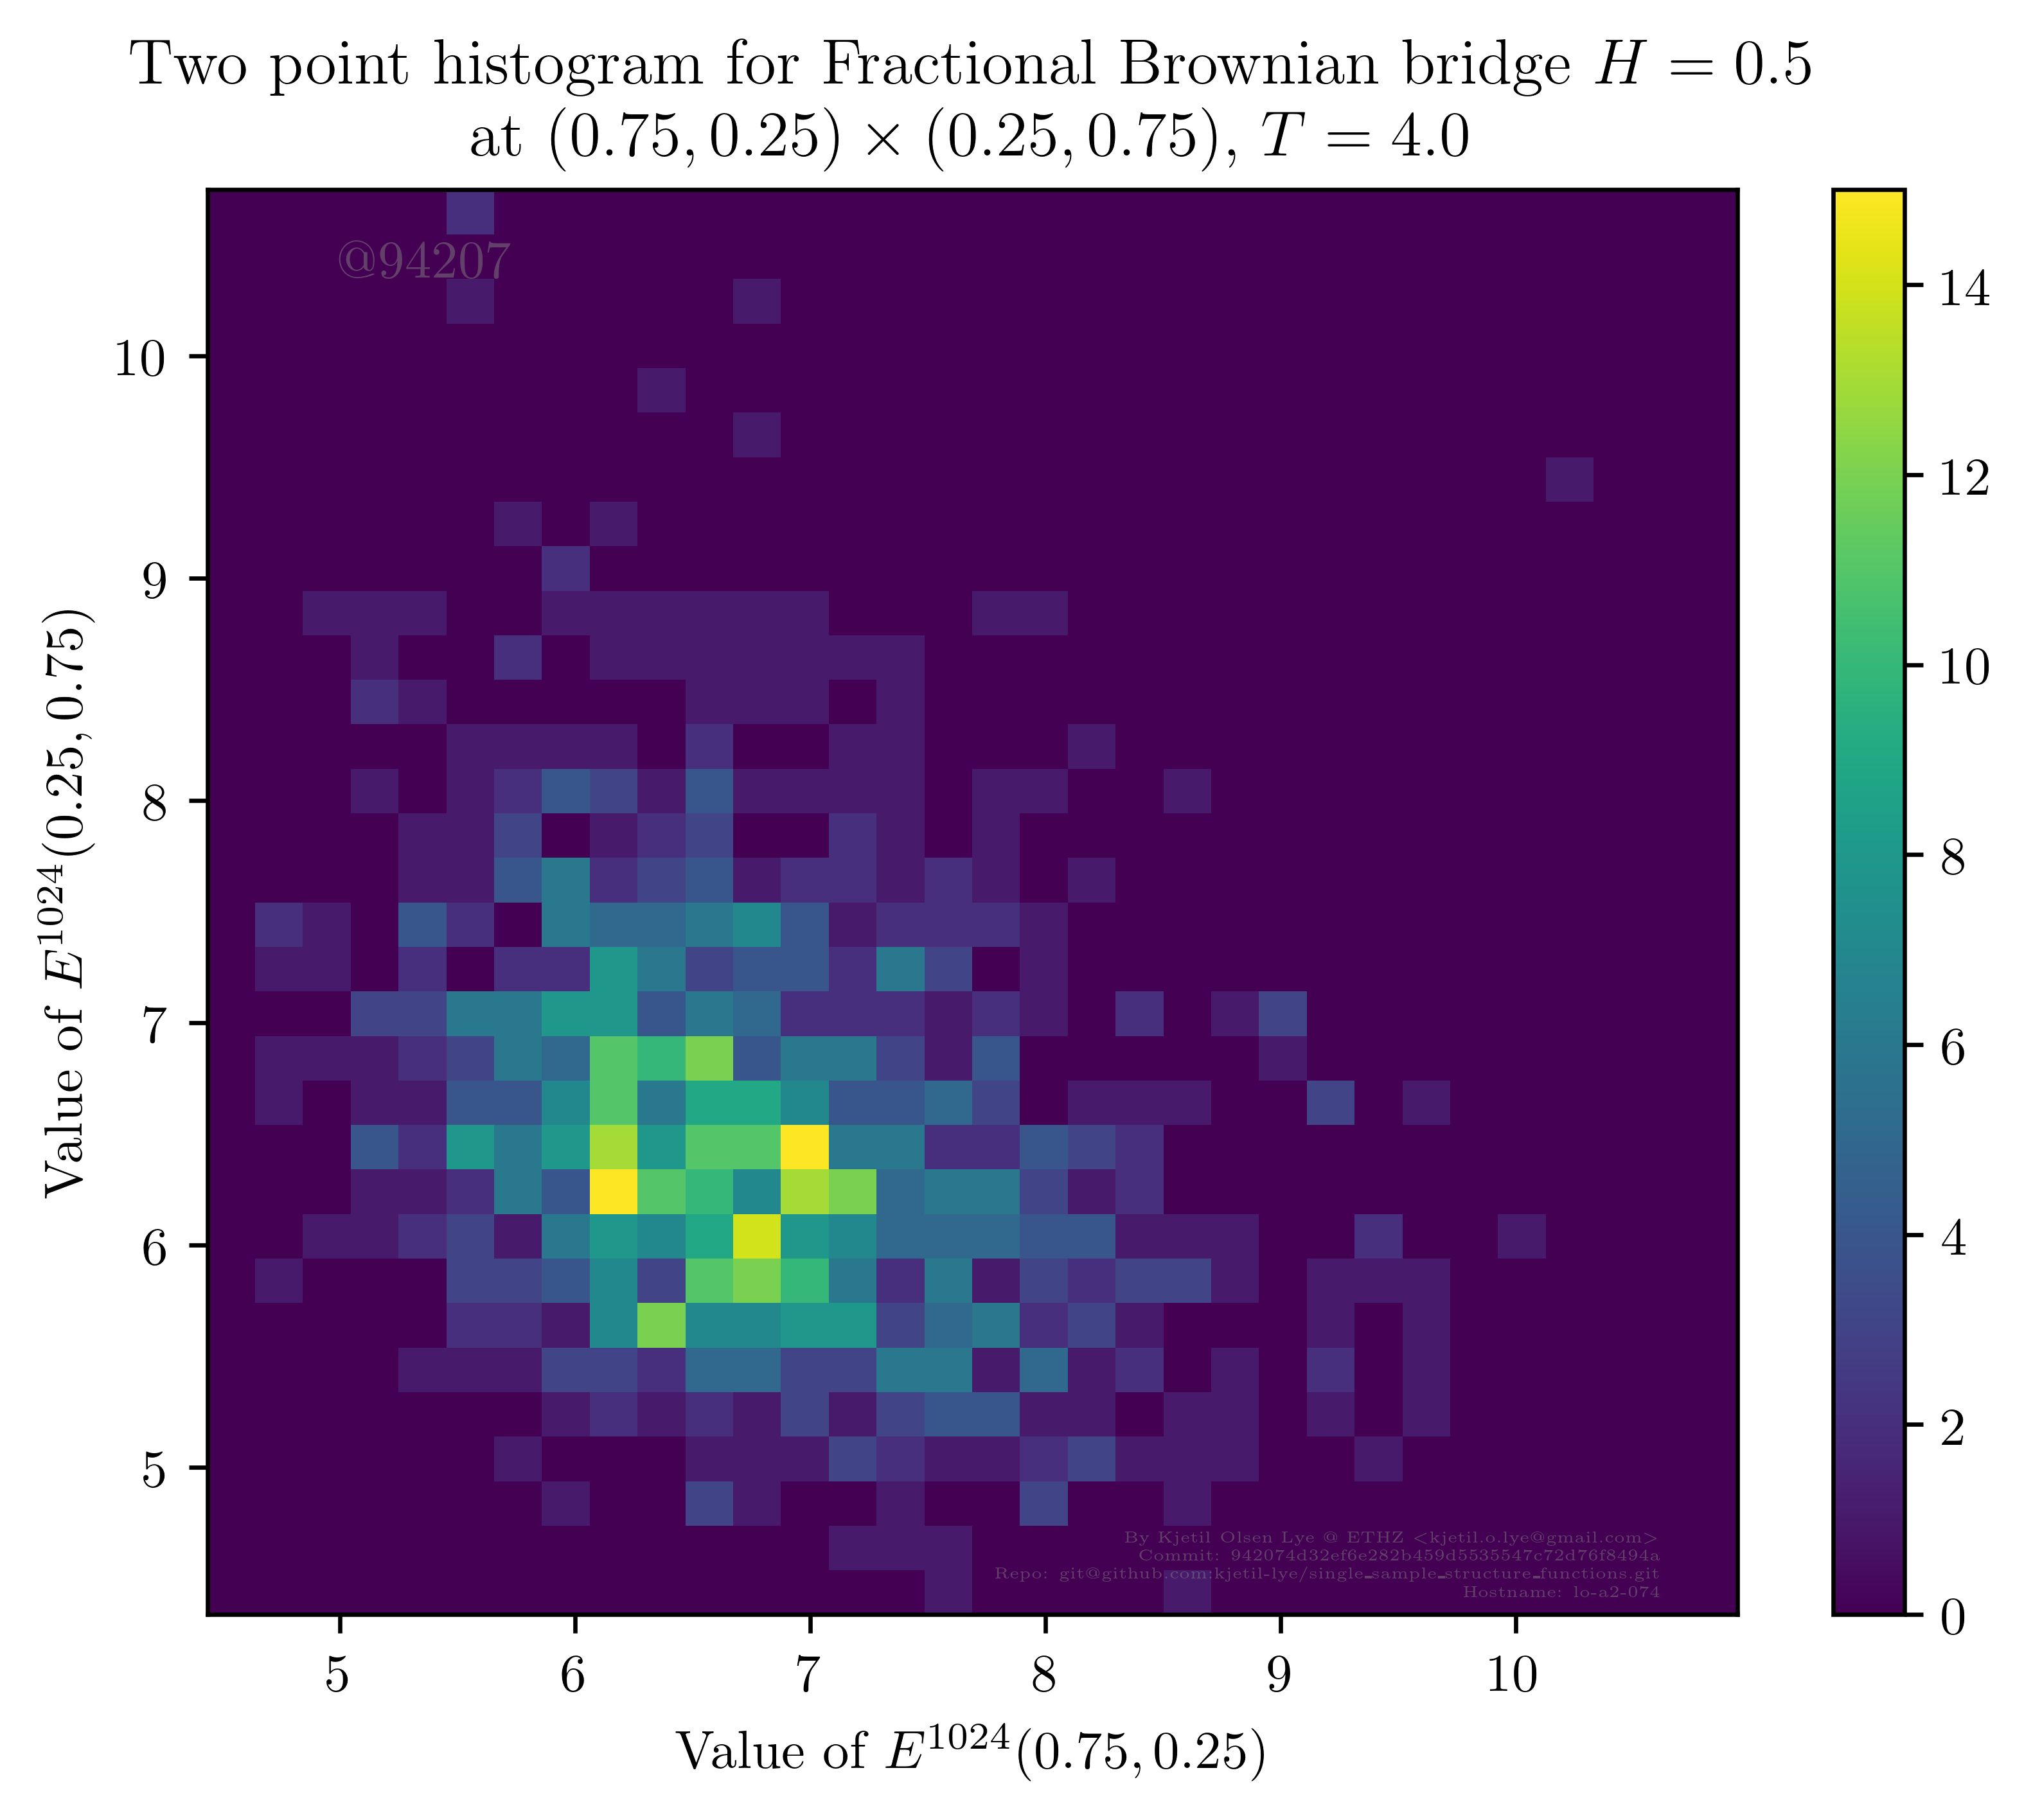 Two point histogram for Fractional Brownian bridge H = 0.5
at (0.75, 0.25) × (0.25, 0.75), T = 4.0
@94207
10
9
8
7
6
5
Value of E^1024(0.25, 0.75)
5 6 7 8 9 10
Value of E^1024(0.75, 0.25)
14
12
10
8
6
4
2
0
By Kjetil Olsen Lye @ ETHZ <kjetil.o.lye@gmail.com>
Commit: 942074d32ef6e282b459d5535547c72d76f8494a
Repo: git@github.com:kjetil-lye/single_sample_structure_functions.git
Hostname: lo-a2-074